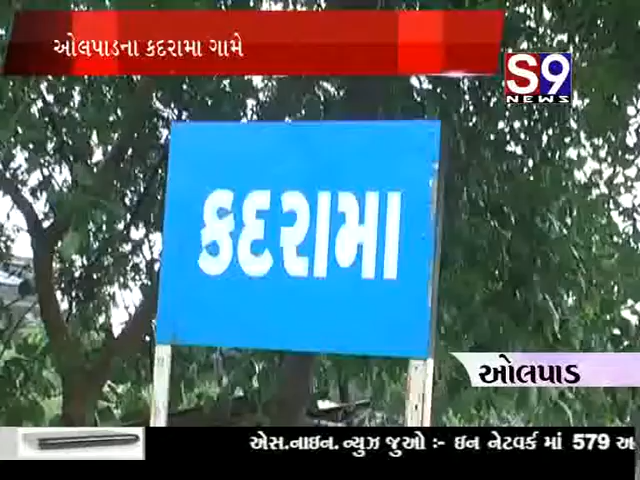 ઓલપાડના કદરામા ગામે
S9
NEWS
કદરામા
ઓલપાડ
એસ.નાઇન. ન્યુઝ જુઓ :- ઇન નેટવર્ક માં 579 અ